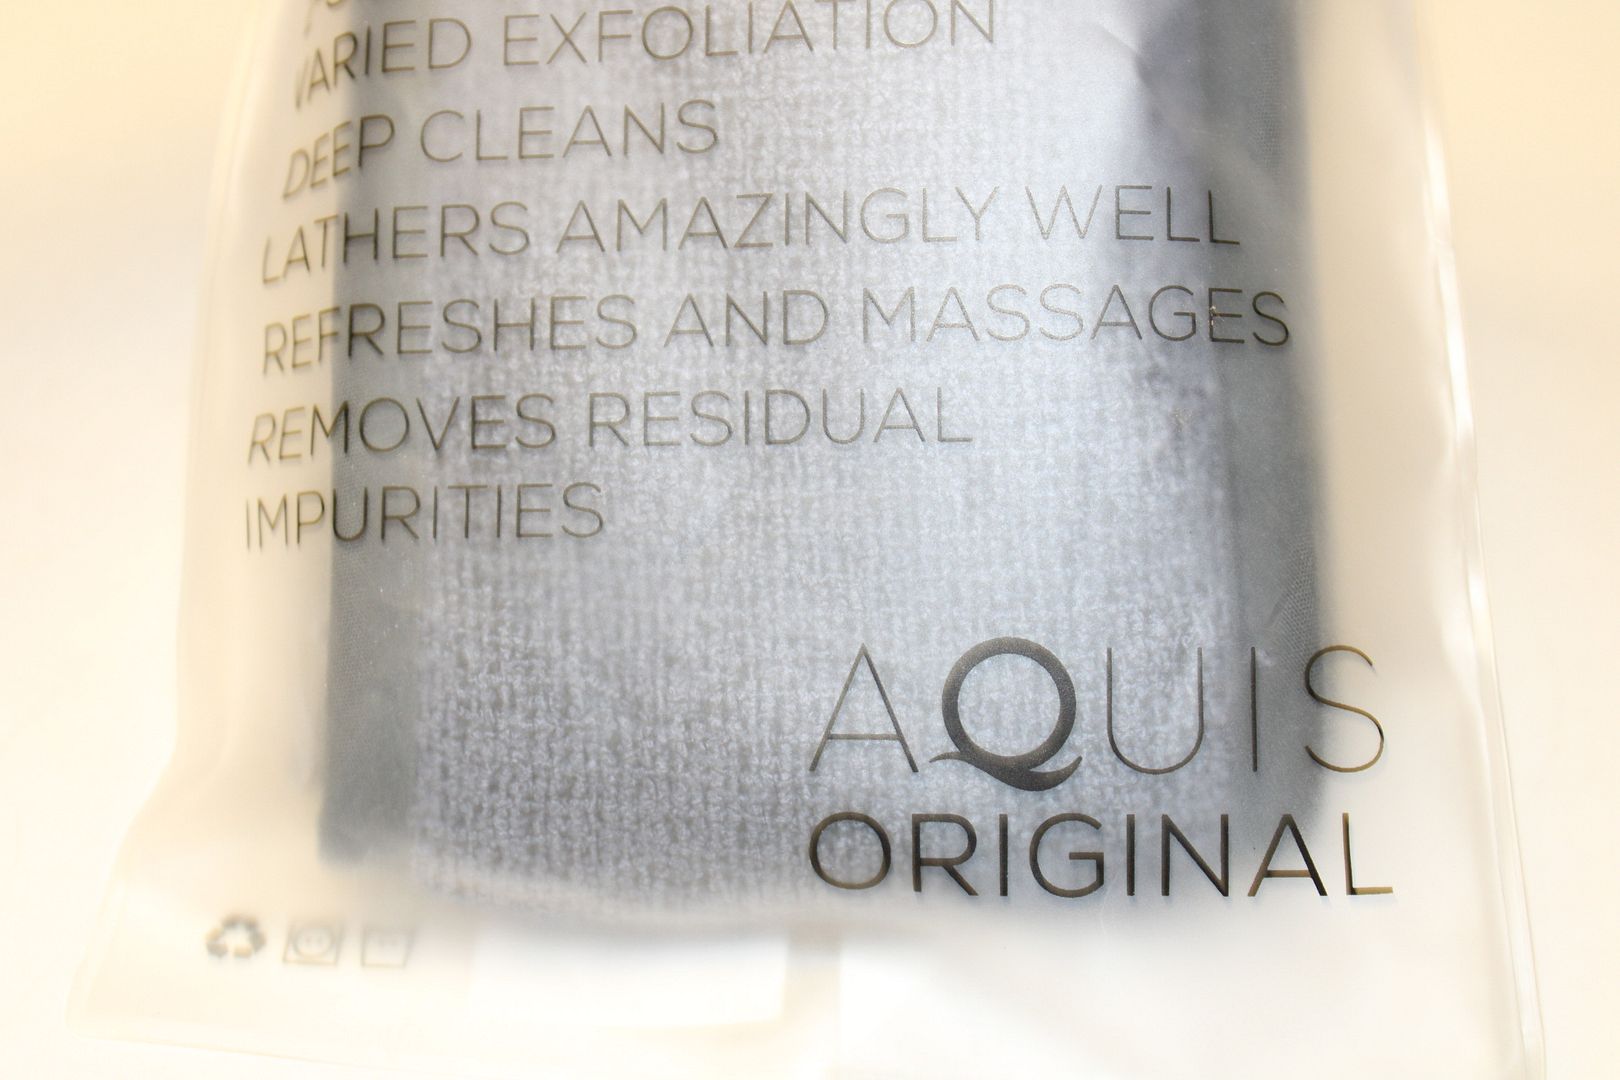 VARIED EXFOLIATION
DEEP CLEANS
LATHERS AMAZINGLY WELL
REFRESHES AND MASSAGES
REMOVES RESIDUAL
IMPURITIES
AQUIS
ORIGINAL